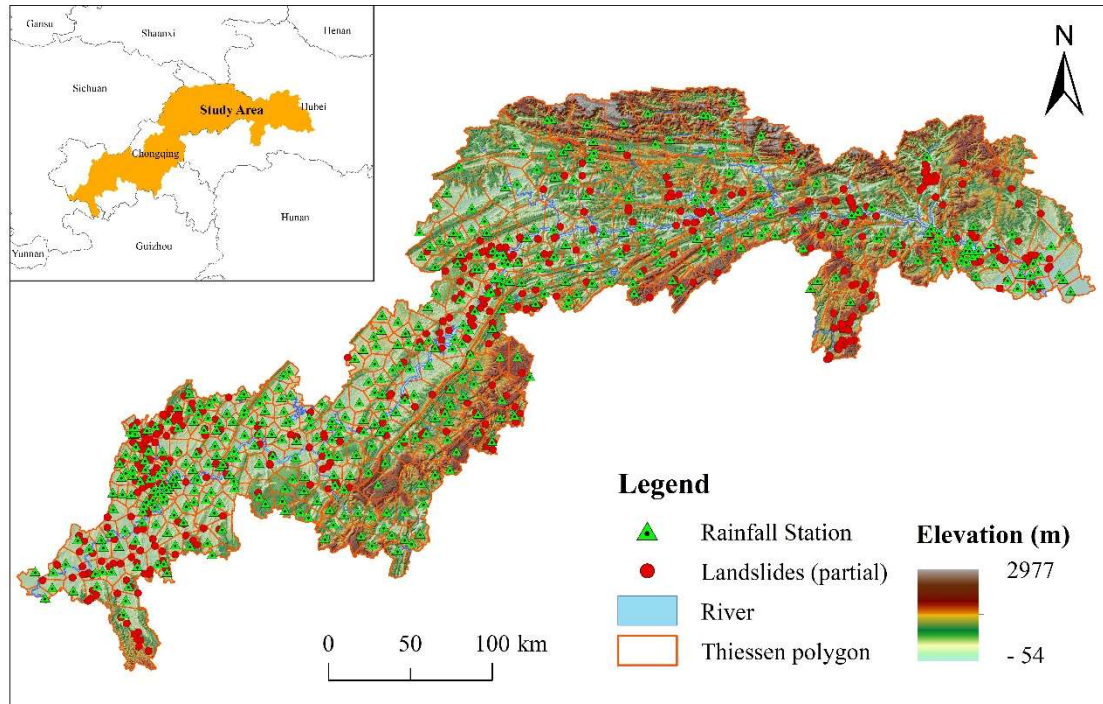 Gansu
Shaanxi
Henan
Sichuan
Study Area
Hubei
Chongqing
Hunan
Guizhou
Yunnan
N
Legend
Rainfall Station
Landslides (partial)
River
Thiessen polygon
Elevation (m)
2977
- 54
0 50 100 km